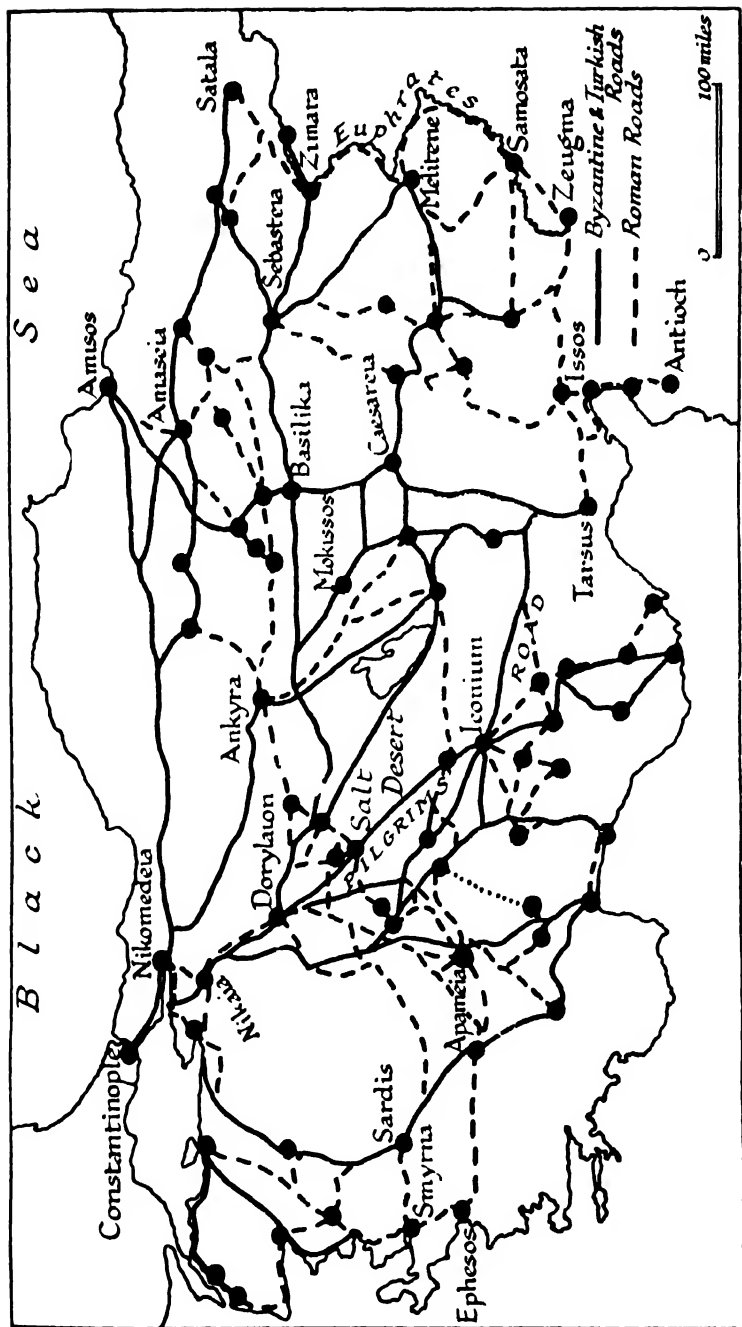 Black Sea
Constantinople
Nikomedeia
Nikaia
Amisos
Amaseia
Satala
Zimara
Euphrates
Sebasteia
Basilika
Ankyra
Dorylaion
Mokissos
Caesarea
Melitene
Samosata
Zeugma
Salt
Desert
PILGRIMS
ROAD
Iconium
Sardis
Smyrna
Apameia
Ephesos
Tarsus
Issos
Antioch
Byzantine & Turkish
Roads
Roman Roads
0 100 miles